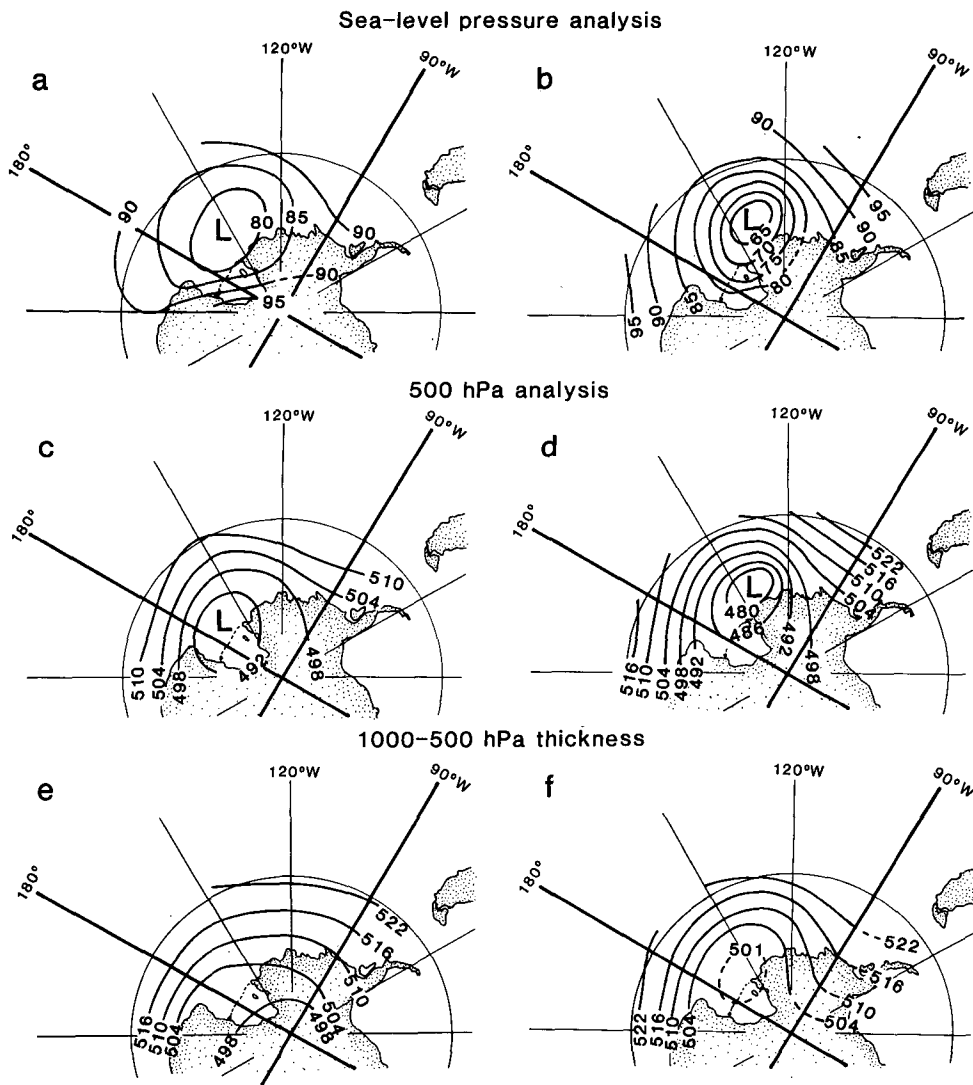 Sea-level pressure analysis
a
120°W
90°W
180°
90
L
80
85
90
90
95
b
120°W
90°W
180°
90
95
90
85
L
65
70
75
80
85
90
95
500 hPa analysis
c
120°W
90°W
180°
510
504
L
510
504
498
492
498
d
120°W
90°W
180°
522
516
510
504
L
480
486
492
498
516
510
504
498
492
1000-500 hPa thickness
e
120°W
90°W
180°
522
516
510
504
498
516
510
504
498
f
120°W
90°W
180°
501
522
516
510
504
522
516
510
504